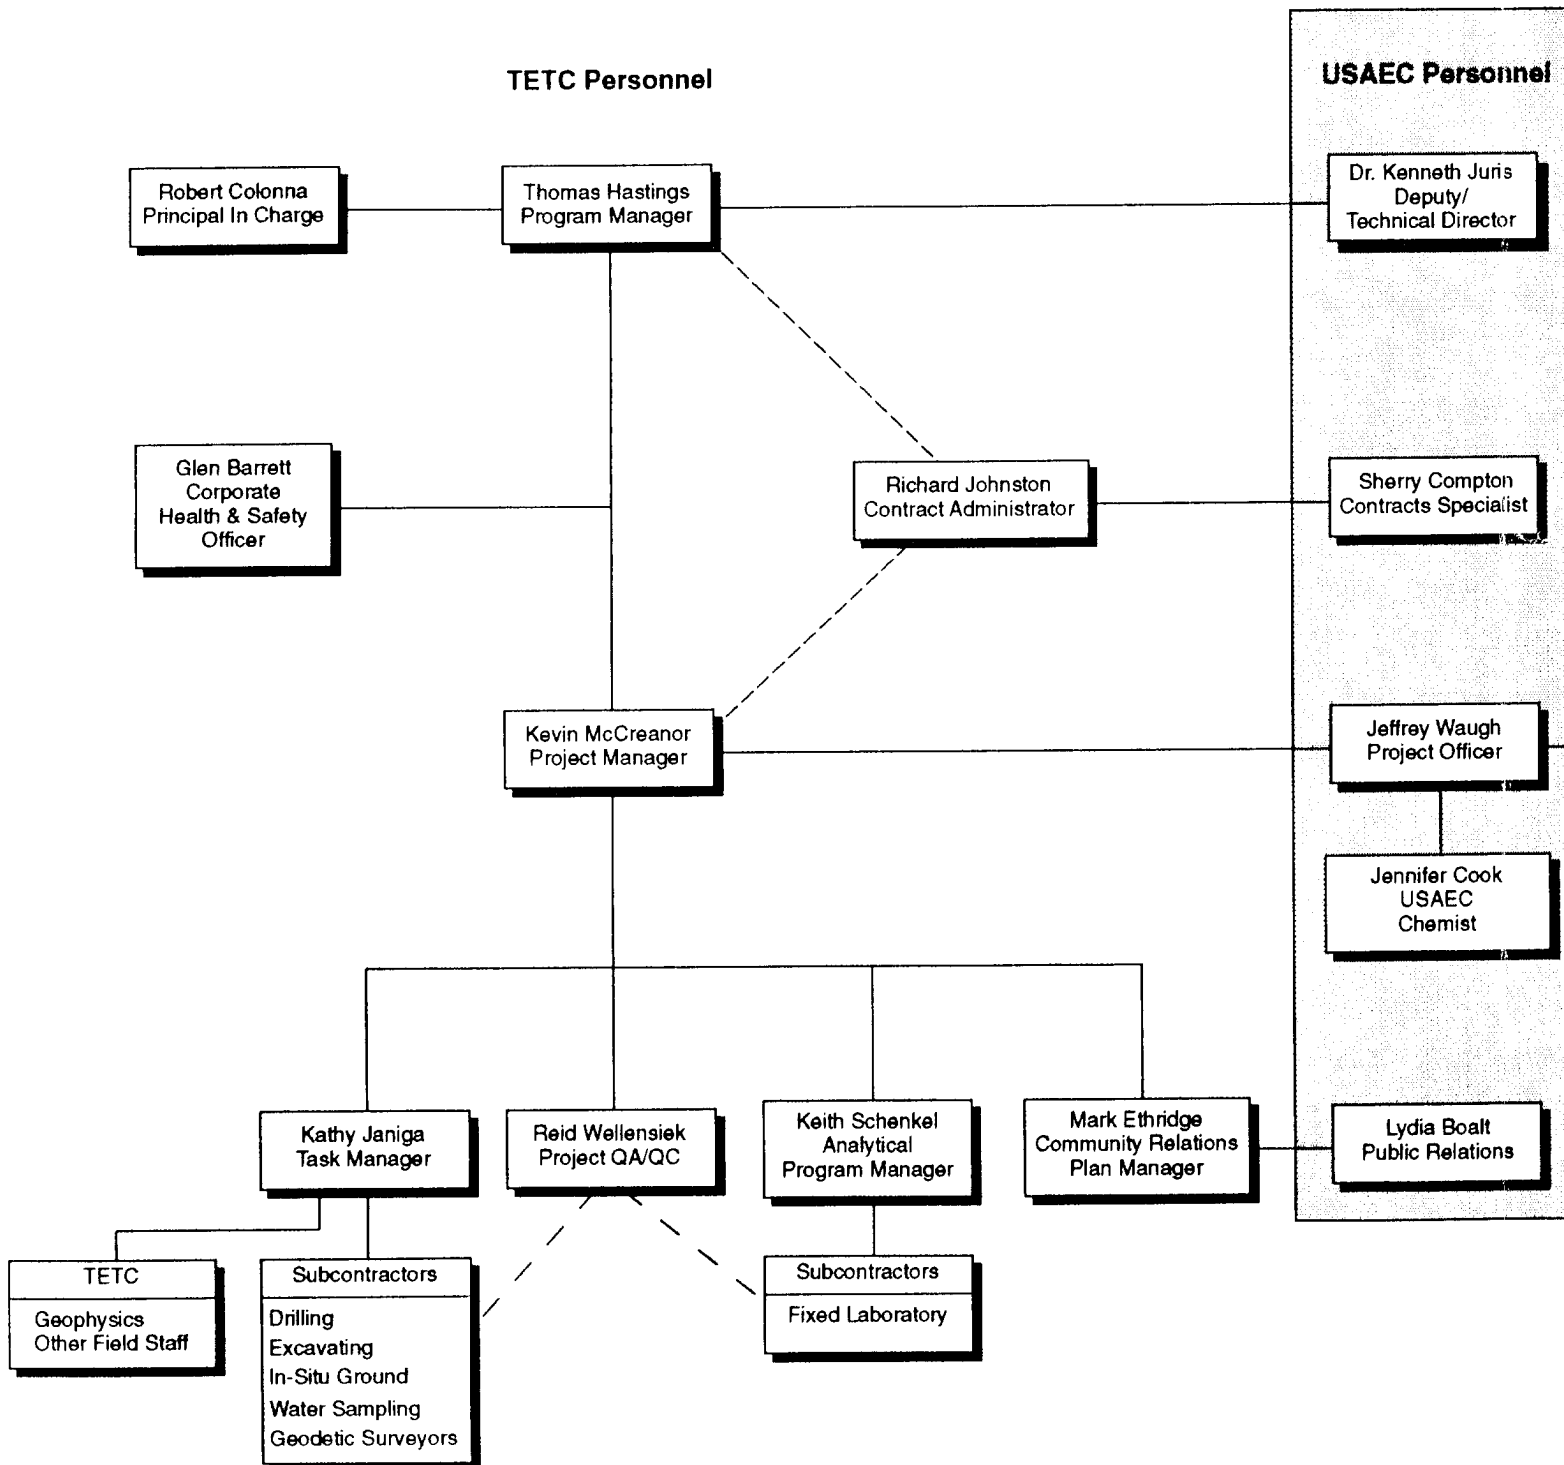 TETC Personnel
USAEC Personnel
Robert Colonna
Principal In Charge
Thomas Hastings
Program Manager
Dr. Kenneth Juris
Deputy/
Technical Director
Glen Barrett
Corporate
Health & Safety
Officer
Richard Johnston
Contract Administrator
Sherry Compton
Contracts Specialist
Kevin McCreanor
Project Manager
Jeffrey Waugh
Project Officer
Jennifer Cook
USAEC
Chemist
Kathy Janiga
Task Manager
Reid Wellensiek
Project QA/QC
Keith Schenkel
Analytical
Program Manager
Mark Ethridge
Community Relations
Plan Manager
Lydia Boalt
Public Relations
TETC
Geophysics
Other Field Staff
Subcontractors
Drilling
Excavating
In-Situ Ground
Water Sampling
Geodetic Surveyors
Subcontractors
Fixed Laboratory